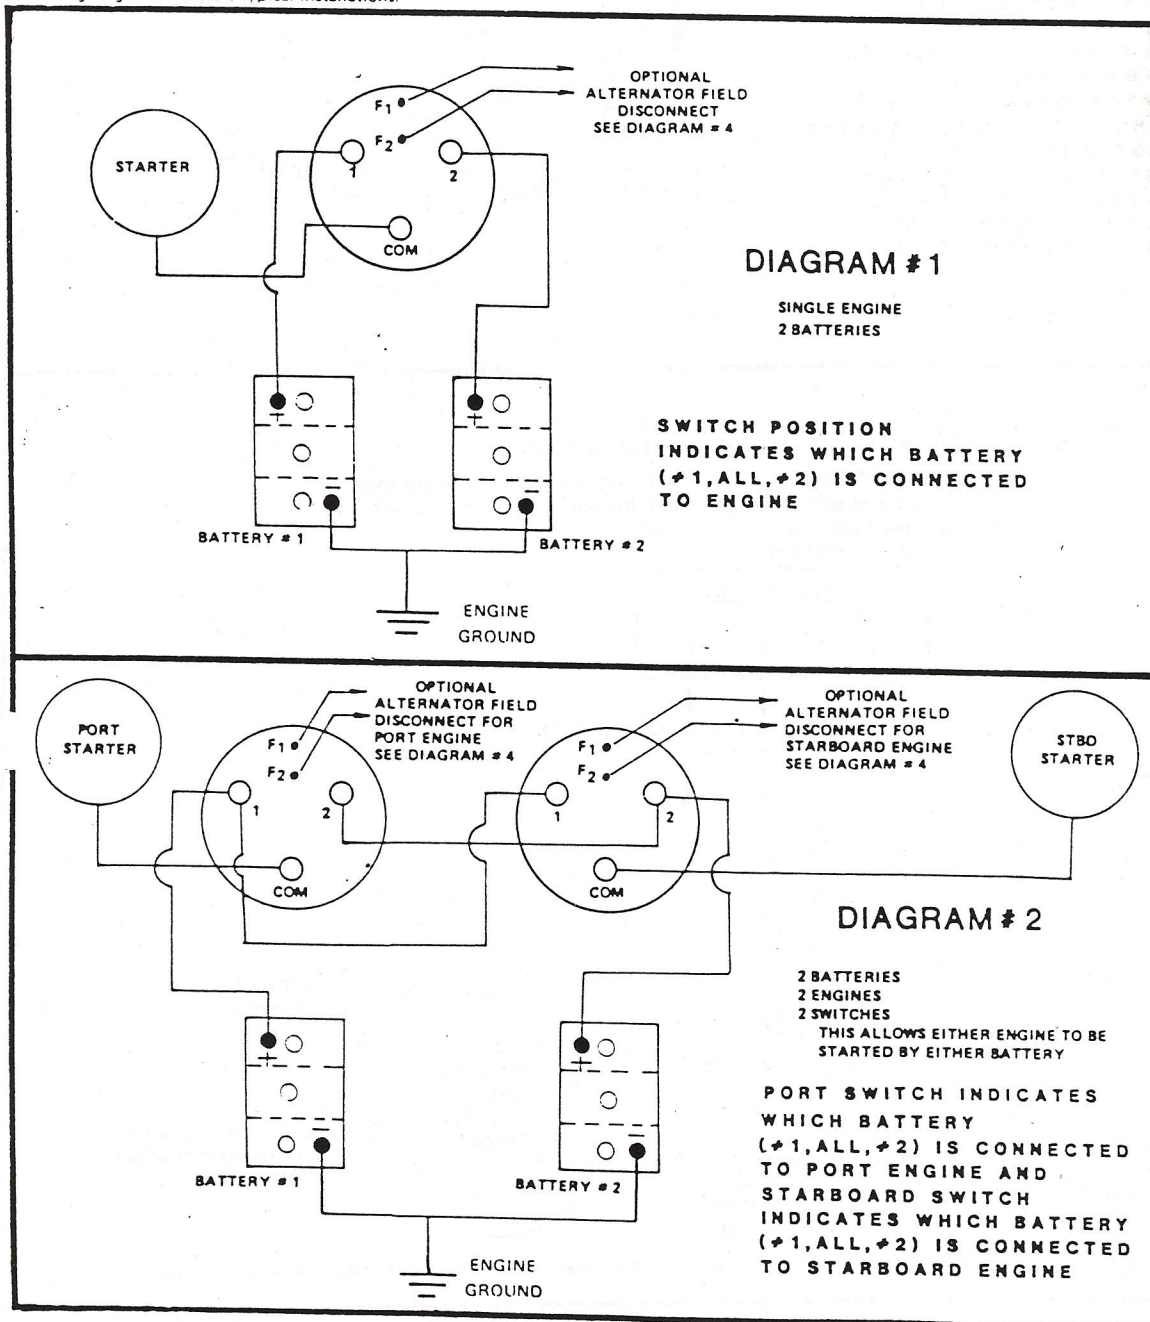 OPTIONAL
ALTERNATOR FIELD
DISCONNECT
SEE DIAGRAM # 4
F1
F2
STARTER
1
2
COM
DIAGRAM # 1
SINGLE ENGINE
2 BATTERIES
+
+
SWITCH POSITION
INDICATES WHICH BATTERY
(#1, ALL, #2) IS CONNECTED
TO ENGINE
–
–
BATTERY # 1
BATTERY # 2
ENGINE
GROUND
PORT
STARTER
OPTIONAL
ALTERNATOR FIELD
DISCONNECT FOR
PORT ENGINE
SEE DIAGRAM # 4
F1
F2
1
2
COM
OPTIONAL
ALTERNATOR FIELD
DISCONNECT FOR
STARBOARD ENGINE
SEE DIAGRAM # 4
F1
F2
1
2
COM
STBD
STARTER
DIAGRAM # 2
2 BATTERIES
2 ENGINES
2 SWITCHES
THIS ALLOWS EITHER ENGINE TO BE
STARTED BY EITHER BATTERY
+
+
–
–
BATTERY # 1
BATTERY # 2
PORT SWITCH INDICATES
WHICH BATTERY
(#1, ALL, #2) IS CONNECTED
TO PORT ENGINE AND
STARBOARD SWITCH
INDICATES WHICH BATTERY
(#1, ALL, #2) IS CONNECTED
TO STARBOARD ENGINE
ENGINE
GROUND